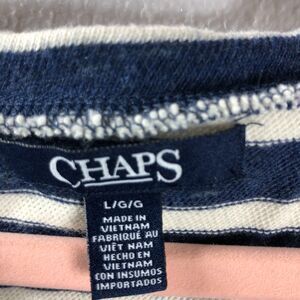 CHAPS
L/G/G
MADE IN
VIETNAM
FABRIQUÉ AU
VIÊT NAM
HECHO EN
VIETNAM
CON INSUMOS
IMPORTADOS